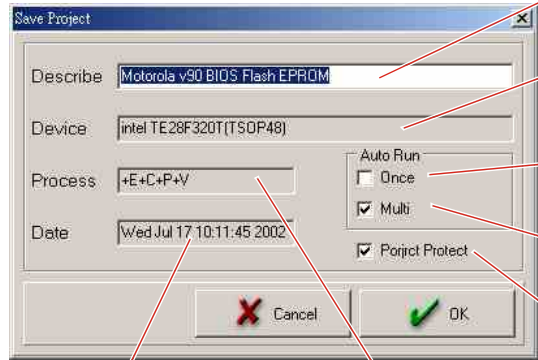 Save Project
Describe Motorola v90 BIOS Flash EPROM
Device intel TE28F320T(TSOP48)
Auto Run
Process +E+C+P+V
Once
Multi
Date Wed Jul 17 10:11:45 2002
Porjrct Protect
Cancel
OK